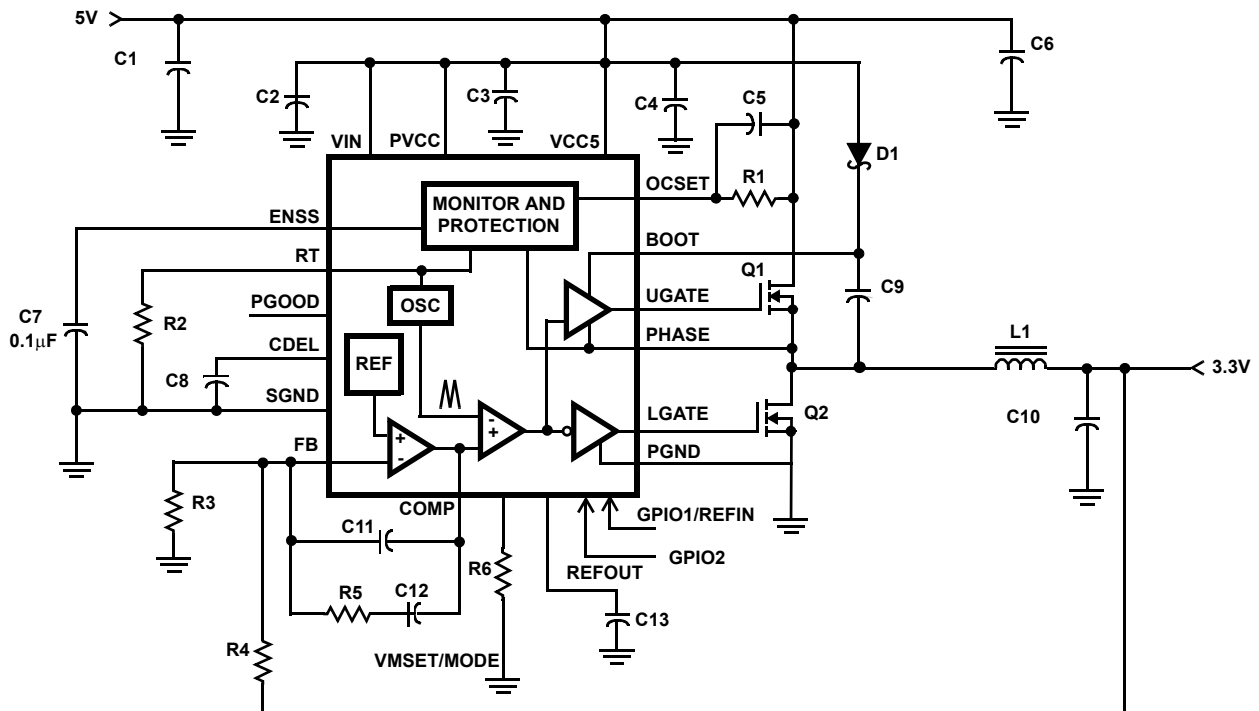 5V
C1
C6
C2
C3
C4
C5
VIN
PVCC
VCC5
D1
OCSET
R1
MONITOR AND
PROTECTION
ENSS
BOOT
RT
Q1
OSC
UGATE
C9
PGOOD
C7
0.1μF
R2
PHASE
L1
CDEL
REF
3.3V
C8
SGND
LGATE
Q2
C10
- +
FB
+ -
PGND
R3
COMP
GPIO1/REFIN
C11
GPIO2
R6
REFOUT
R5
C12
C13
R4
VMSET/MODE